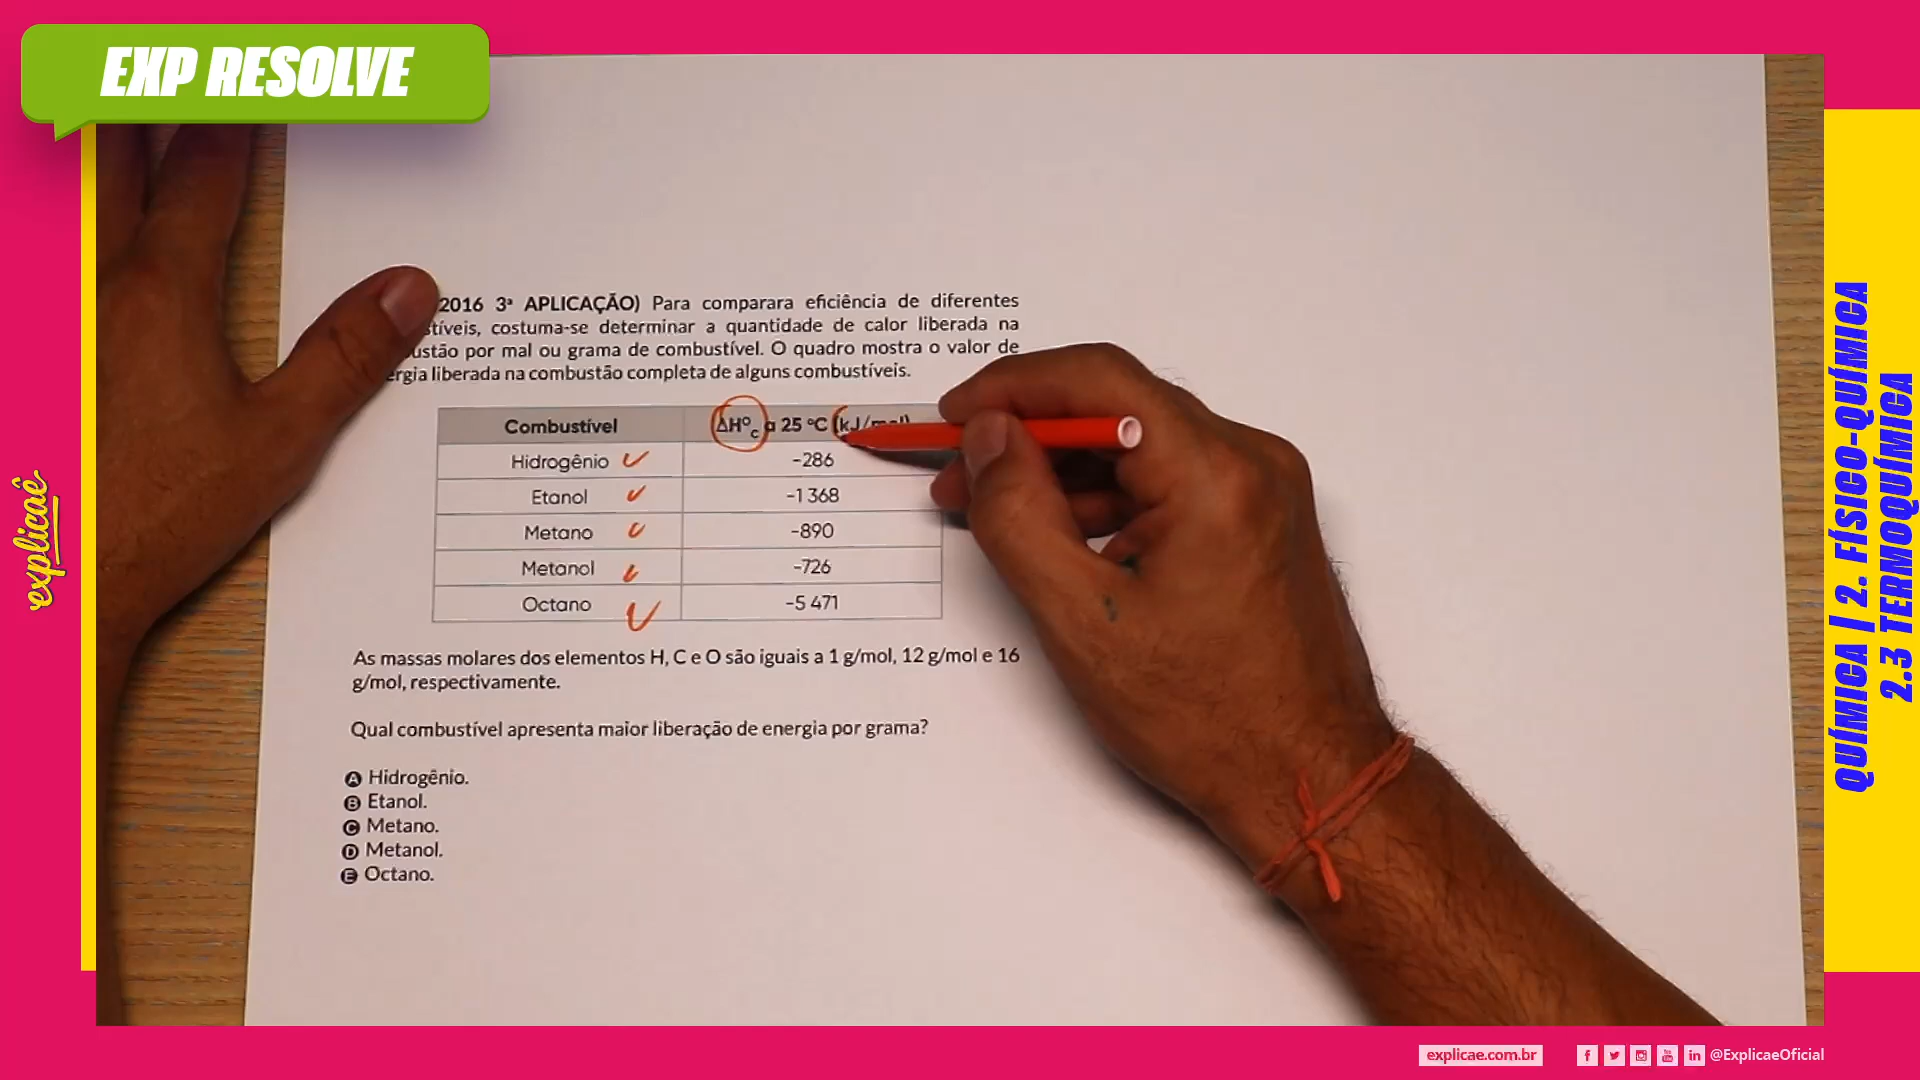 EXP RESOLVE
2016 3ª APLICAÇÃO) Para comparara eficiência de diferentes
stíveis, costuma-se determinar a quantidade de calor liberada na
ustão por mal ou grama de combustível. O quadro mostra o valor de
ergia liberada na combustão completa de alguns combustíveis.
Combustível ΔH°c a 25 °C (kJ/mol)
Hidrogênio -286
Etanol -1 368
Metano -890
Metanol -726
Octano -5 471
As massas molares dos elementos H, C e O são iguais a 1 g/mol, 12 g/mol e 16
g/mol, respectivamente.
Qual combustível apresenta maior liberação de energia por grama?
A Hidrogênio.
B Etanol.
C Metano.
D Metanol.
E Octano.
explicaê
QUÍMICA | 2. FÍSICO-QUÍMICA
2.3 TERMOQUÍMICA
explicae.com.br
@ExplicaeOficial